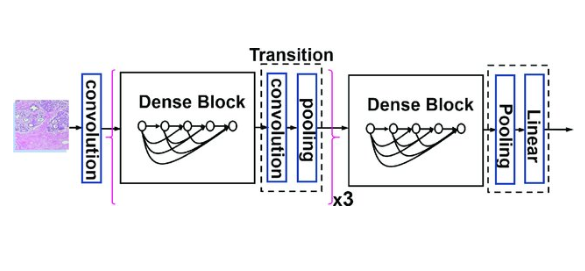 Transition
convolution
Dense Block
convolution
pooling
x3
Dense Block
Pooling
Linear